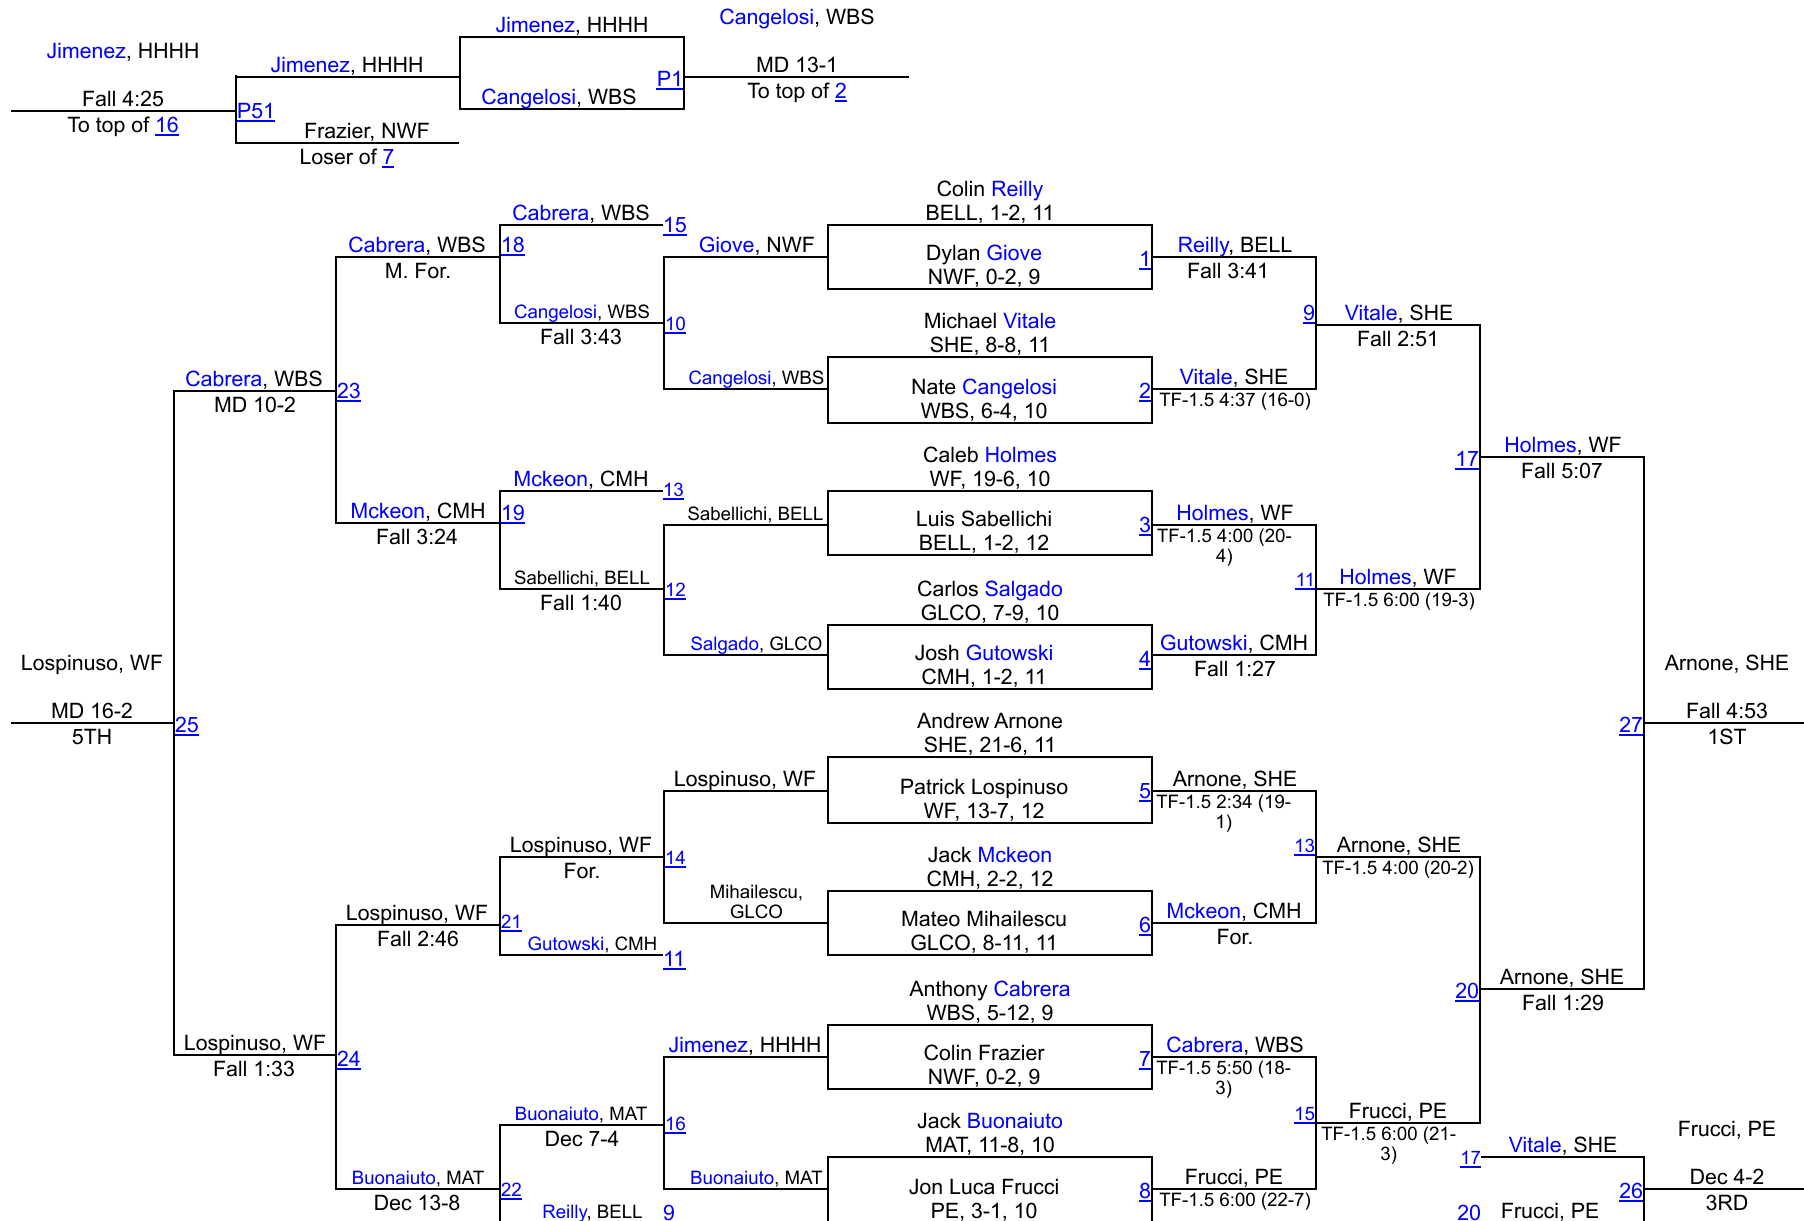 Jimenez, HHHH
Cangelosi, WBS
Jimenez, HHHH
Jimenez, HHHH
P1
MD 13-1
Fall 4:25
Cangelosi, WBS
To top of 2
P51
To top of 16
Frazier, NWF
Loser of 7
Colin Reilly
BELL, 1-2, 11
Cabrera, WBS
15
Cabrera, WBS
18
Giove, NWF
Dylan Giove
1
Reilly, BELL
M. For.
NWF, 0-2, 9
Fall 3:41
Cangelosi, WBS
10
Michael Vitale
9
Vitale, SHE
Fall 3:43
SHE, 8-8, 11
Fall 2:51
Cabrera, WBS
23
Cangelosi, WBS
Nate Cangelosi
2
Vitale, SHE
MD 10-2
WBS, 6-4, 10
TF-1.5 4:37 (16-0)
Caleb Holmes
17
Holmes, WF
Mckeon, CMH
13
WF, 19-6, 10
Fall 5:07
Mckeon, CMH
19
Sabellichi, BELL
Luis Sabellichi
3
Holmes, WF
Fall 3:24
BELL, 1-2, 12
TF-1.5 4:00 (20-
4)
Sabellichi, BELL
12
Carlos Salgado
11
Holmes, WF
Fall 1:40
GLCO, 7-9, 10
TF-1.5 6:00 (19-3)
Salgado, GLCO
Josh Gutowski
4
Gutowski, CMH
CMH, 1-2, 11
Fall 1:27
Lospinuso, WF
Arnone, SHE
MD 16-2
25
Andrew Arnone
27
Fall 4:53
5TH
SHE, 21-6, 11
1ST
Lospinuso, WF
Patrick Lospinuso
5
Arnone, SHE
WF, 13-7, 12
TF-1.5 2:34 (19-
1)
Lospinuso, WF
14
Jack Mckeon
13
Arnone, SHE
For.
CMH, 2-2, 12
TF-1.5 4:00 (20-2)
Lospinuso, WF
21
Mihailescu,
GLCO
Mateo Mihailescu
6
Mckeon, CMH
Fall 2:46
Gutowski, CMH
11
GLCO, 8-11, 11
For.
Anthony Cabrera
20
Arnone, SHE
WBS, 5-12, 9
Fall 1:29
Lospinuso, WF
24
Jimenez, HHHH
Colin Frazier
7
Cabrera, WBS
Fall 1:33
NWF, 0-2, 9
TF-1.5 5:50 (18-
3)
Buonaiuto, MAT
16
Jack Buonaiuto
15
Frucci, PE
Dec 7-4
MAT, 11-8, 10
TF-1.5 6:00 (21-
3)
17
Vitale, SHE
Frucci, PE
Buonaiuto, MAT
22
Buonaiuto, MAT
Jon Luca Frucci
8
Frucci, PE
26
Dec 4-2
Dec 13-8
PE, 3-1, 10
TF-1.5 6:00 (22-7)
3RD
Reilly, BELL
9
20
Frucci, PE